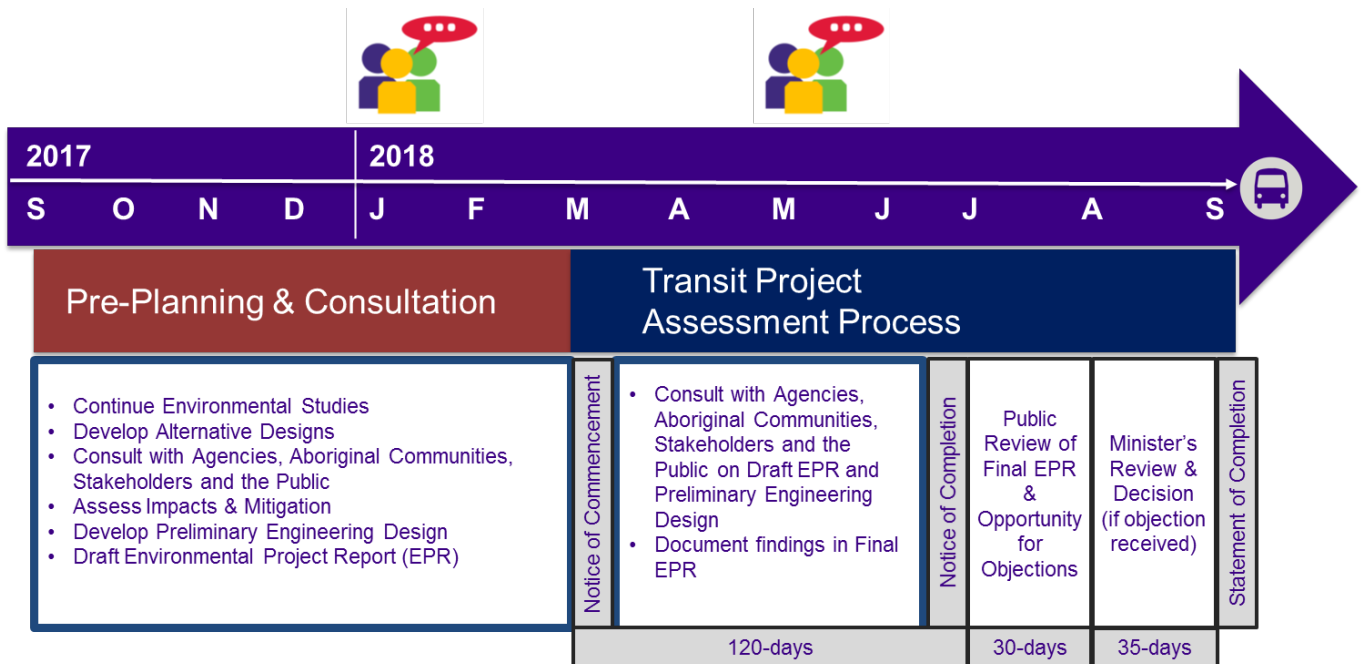 2017
2018
S O N D J F M A M J J A S
Pre-Planning & Consultation
Transit Project
Assessment Process
• Continue Environmental Studies
• Develop Alternative Designs
• Consult with Agencies, Aboriginal Communities,
Stakeholders and the Public
• Assess Impacts & Mitigation
• Develop Preliminary Engineering Design
• Draft Environmental Project Report (EPR)
Notice of Commencement
• Consult with Agencies,
Aboriginal Communities,
Stakeholders and the
Public on Draft EPR and
Preliminary Engineering
Design
• Document findings in Final
EPR
Notice of Completion
Public
Review of
Final EPR
&
Opportunity
for
Objections
Minister's
Review &
Decision
(if objection
received)
Statement of Completion
120-days
30-days
35-days